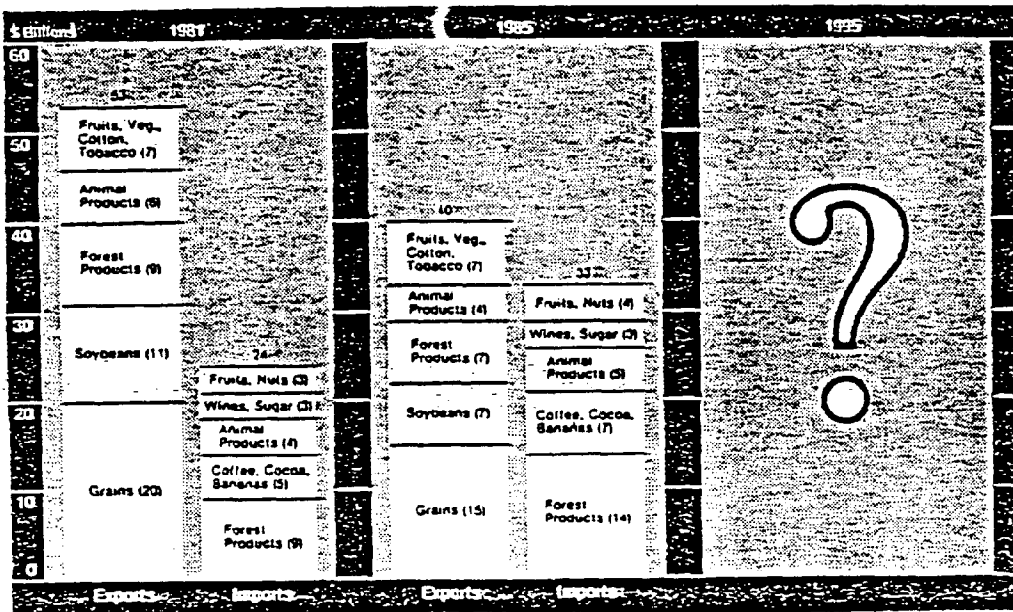 $ Billions 1981 1985 1995
60
50
40
30
20
10
0
53
Fruits, Veg.,
Cotton,
Tobacco (7)
Animal
Products (6)
Forest
Products (9)
Soybeans (11)
Grains (20)
24
Fruits, Nuts (3)
Wines, Sugar (3)
Animal
Products (4)
Coffee, Cocoa,
Bananas (5)
Forest
Products (9)
40
Fruits, Veg.,
Cotton,
Tobacco (7)
Animal
Products (4)
Forest
Products (7)
Soybeans (7)
Grains (15)
33
Fruits, Nuts (4)
Wines, Sugar (3)
Animal
Products (5)
Coffee, Cocoa,
Bananas (7)
Forest
Products (14)
?
Exports Imports Exports Imports